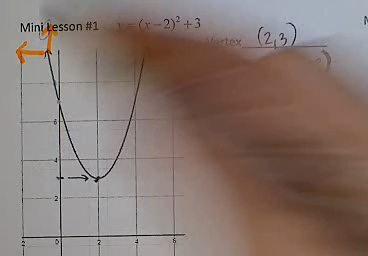 Mini Lesson #1 y=(x-2)²+3
Vertex (2,3)
6
4
2
2 0 2 4 6